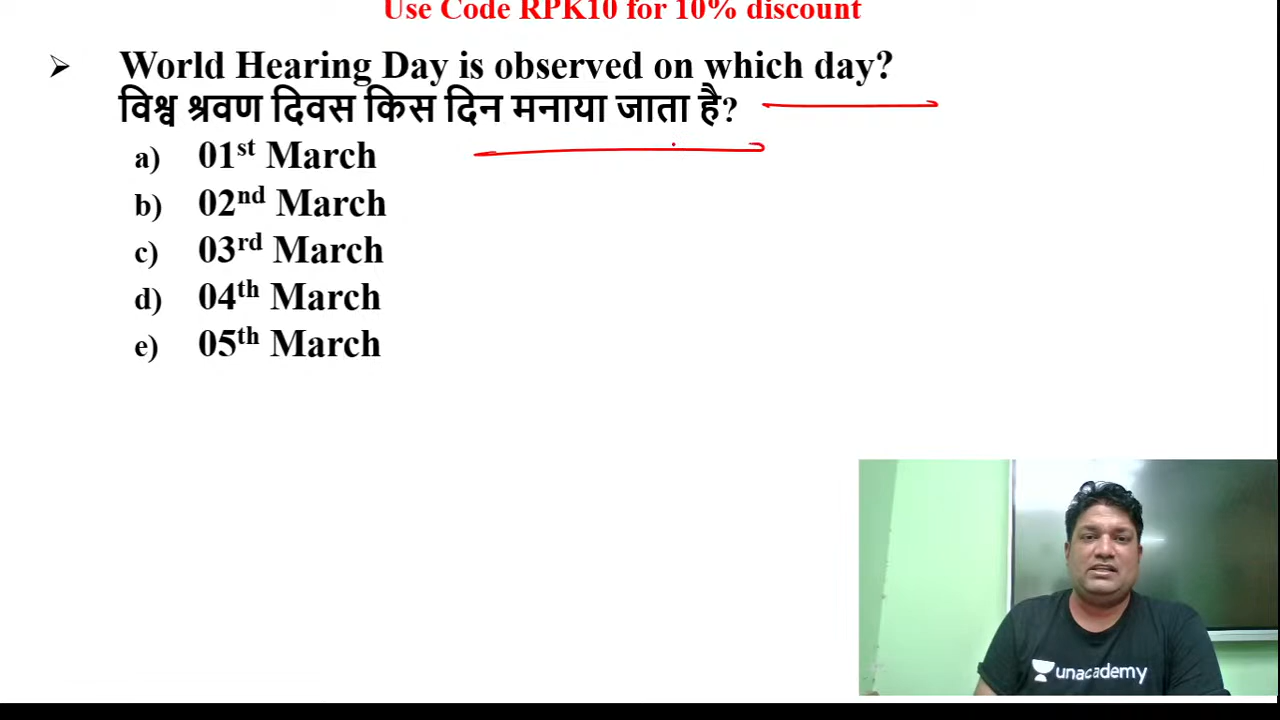 Use Code RPK10 for 10% discount
➢ World Hearing Day is observed on which day?
विश्व श्रवण दिवस किस दिन मनाया जाता है?
a) 01st March
b) 02nd March
c) 03rd March
d) 04th March
e) 05th March
unacademy